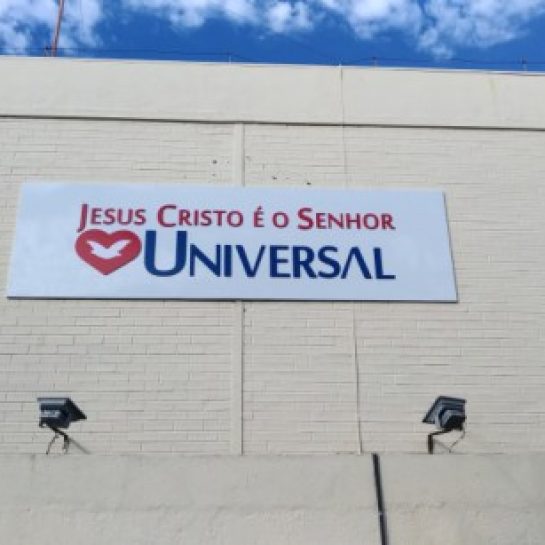 JESUS CRISTO É O SENHOR
UNIVERSAL